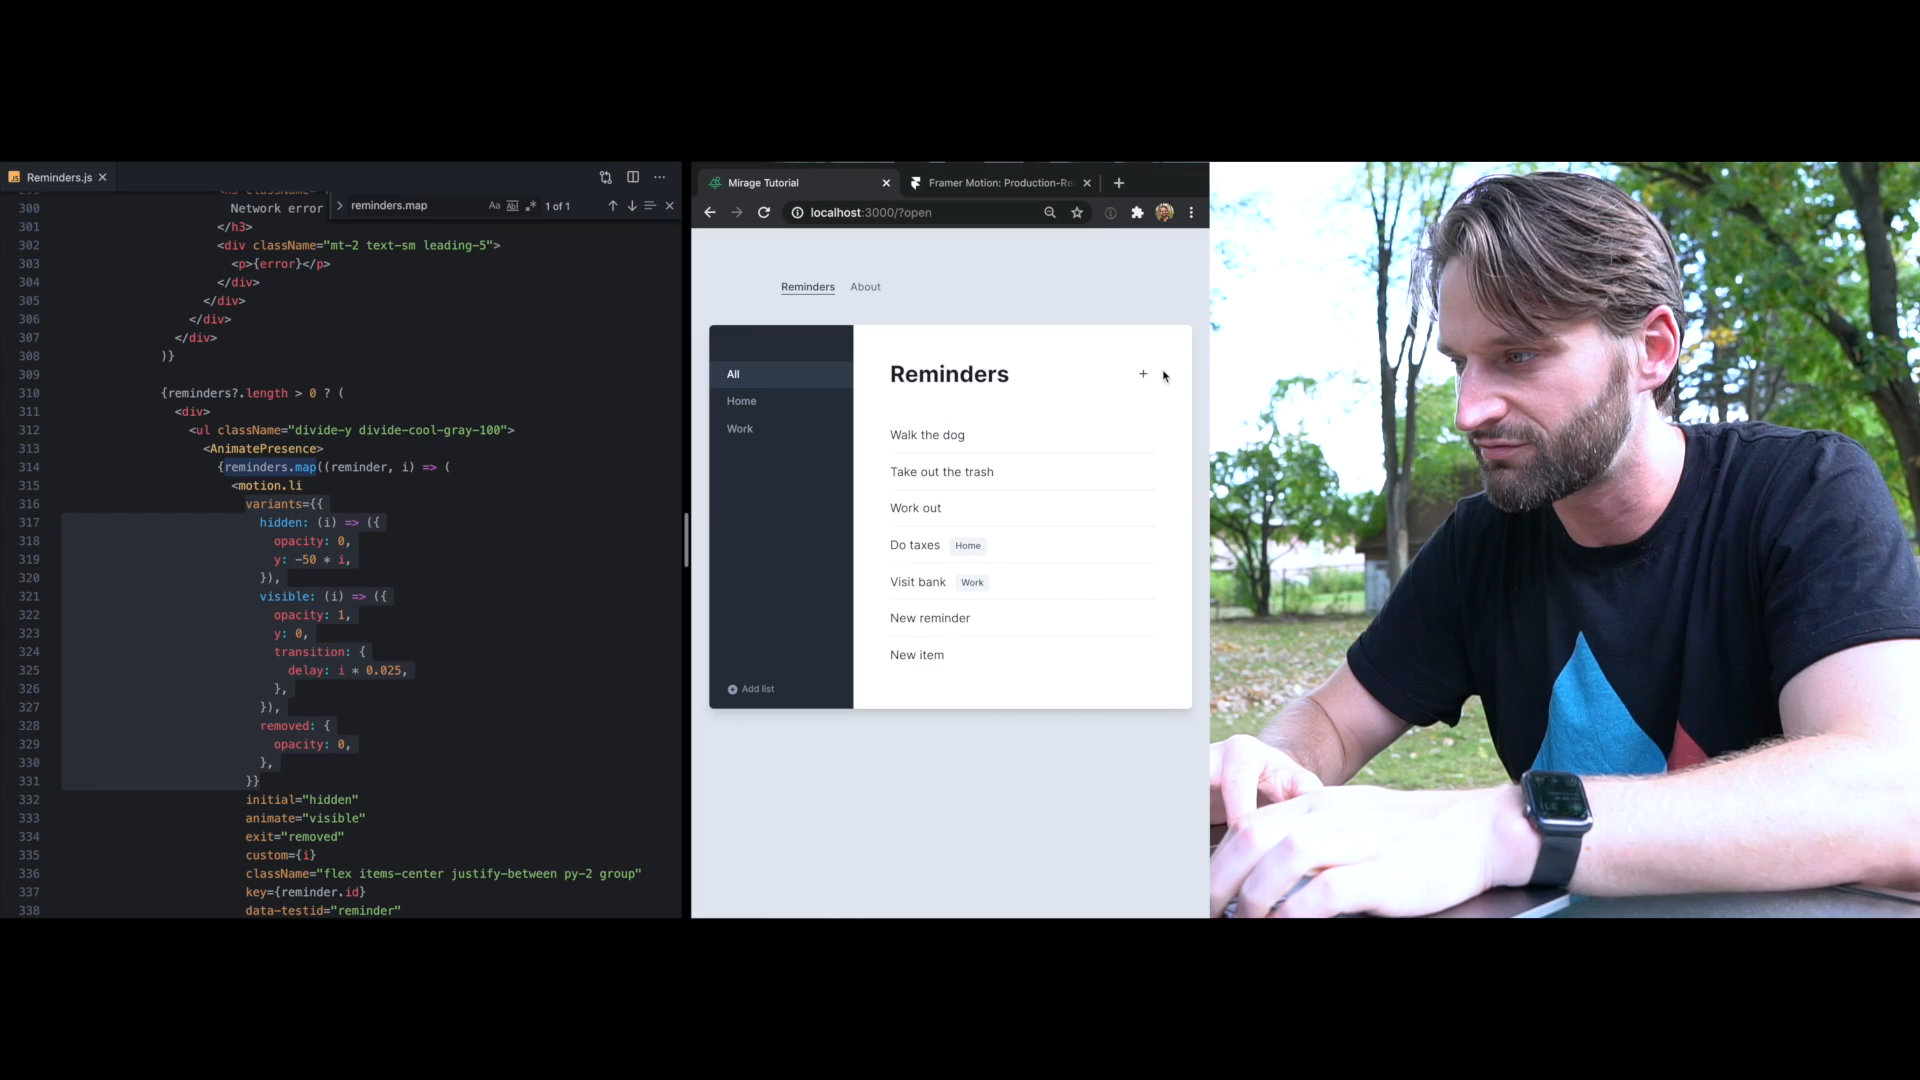 Reminders.js
reminders.map
Aa
1 of 1
300 Network error
301 </h3>
302 <div className="mt-2 text-sm leading-5">
303 <p>{error}</p>
304 </div>
305 </div>
306 </div>
307 </div>
308 )}
309
310 {reminders?.length > 0 ? (
311 <div>
312 <ul className="divide-y divide-cool-gray-100">
313 <AnimatePresence>
314 {reminders.map((reminder, i) => (
315 <motion.li
316 variants={{
317 hidden: (i) => ({
318 opacity: 0,
319 y: -50 * i,
320 }),
321 visible: (i) => ({
322 opacity: 1,
323 y: 0,
324 transition: {
325 delay: i * 0.025,
326 },
327 }),
328 removed: {
329 opacity: 0,
330 },
331 }}
332 initial="hidden"
333 animate="visible"
334 exit="removed"
335 custom={i}
336 className="flex items-center justify-between py-2 group"
337 key={reminder.id}
338 data-testid="reminder"
Mirage Tutorial
Framer Motion: Production-Re
localhost:3000/?open
Reminders About
All
Home
Work
Add list
Reminders
+
Walk the dog
Take out the trash
Work out
Do taxes Home
Visit bank Work
New reminder
New item